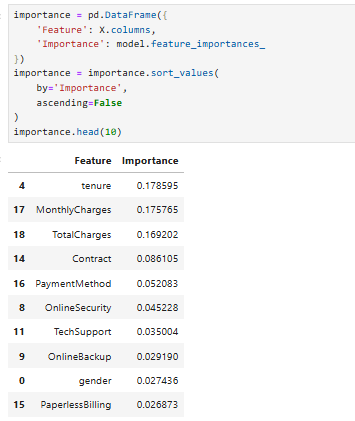 importance = pd.DataFrame({
    'Feature': X.columns,
    'Importance': model.feature_importances_
})
importance = importance.sort_values(
    by='Importance',
    ascending=False
)
importance.head(10)
Feature Importance
4 tenure 0.178595
17 MonthlyCharges 0.175765
18 TotalCharges 0.169202
14 Contract 0.086105
16 PaymentMethod 0.052083
8 OnlineSecurity 0.045228
11 TechSupport 0.035004
9 OnlineBackup 0.029190
0 gender 0.027436
15 PaperlessBilling 0.026873